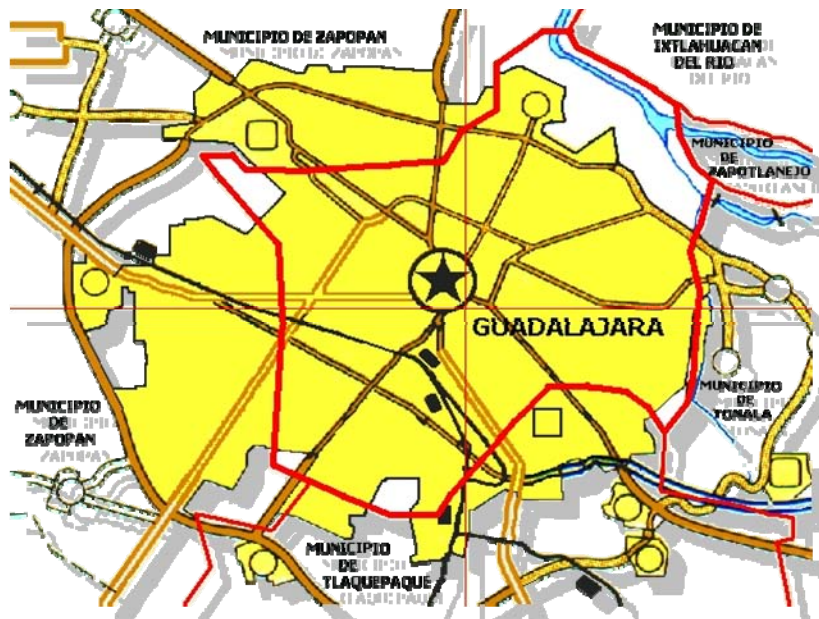 MUNICIPIO DE ZAPOPAN
MUNICIPIO DE
IXTLAHUACAN
DEL RIO
MUNICIPIO
DE
ZAPOTLANEJO
GUADALAJARA
MUNICIPIO
DE
TONALA
MUNICIPIO
DE
ZAPOPAN
MUNICIPIO
DE
TLAQUEPAQUE